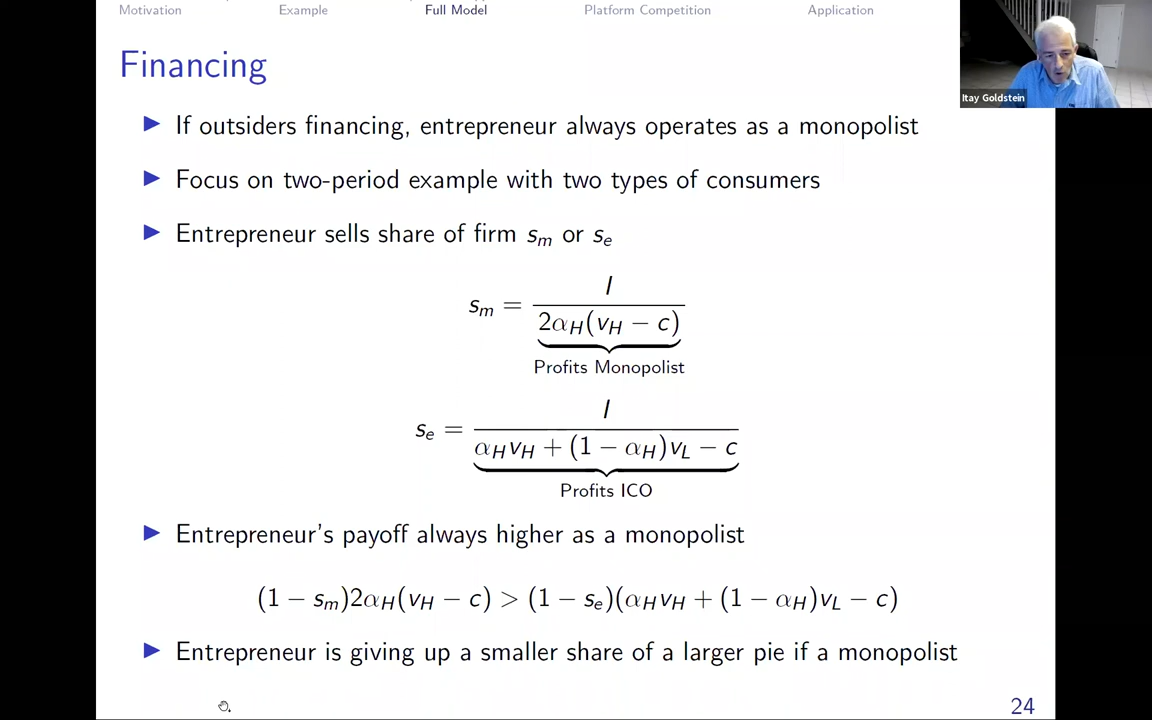 Motivation Example Full Model Platform Competition Application
Financing
Itay Goldstein
▶ If outsiders financing, entrepreneur always operates as a monopolist
▶ Focus on two-period example with two types of consumers
▶ Entrepreneur sells share of firm s_m or s_e
s_m = I / 2α_H(v_H − c)
Profits Monopolist
s_e = I / α_H v_H + (1 − α_H)v_L − c
Profits ICO
▶ Entrepreneur's payoff always higher as a monopolist
(1 − s_m)2α_H(v_H − c) > (1 − s_e)(α_H v_H + (1 − α_H)v_L − c)
▶ Entrepreneur is giving up a smaller share of a larger pie if a monopolist
24